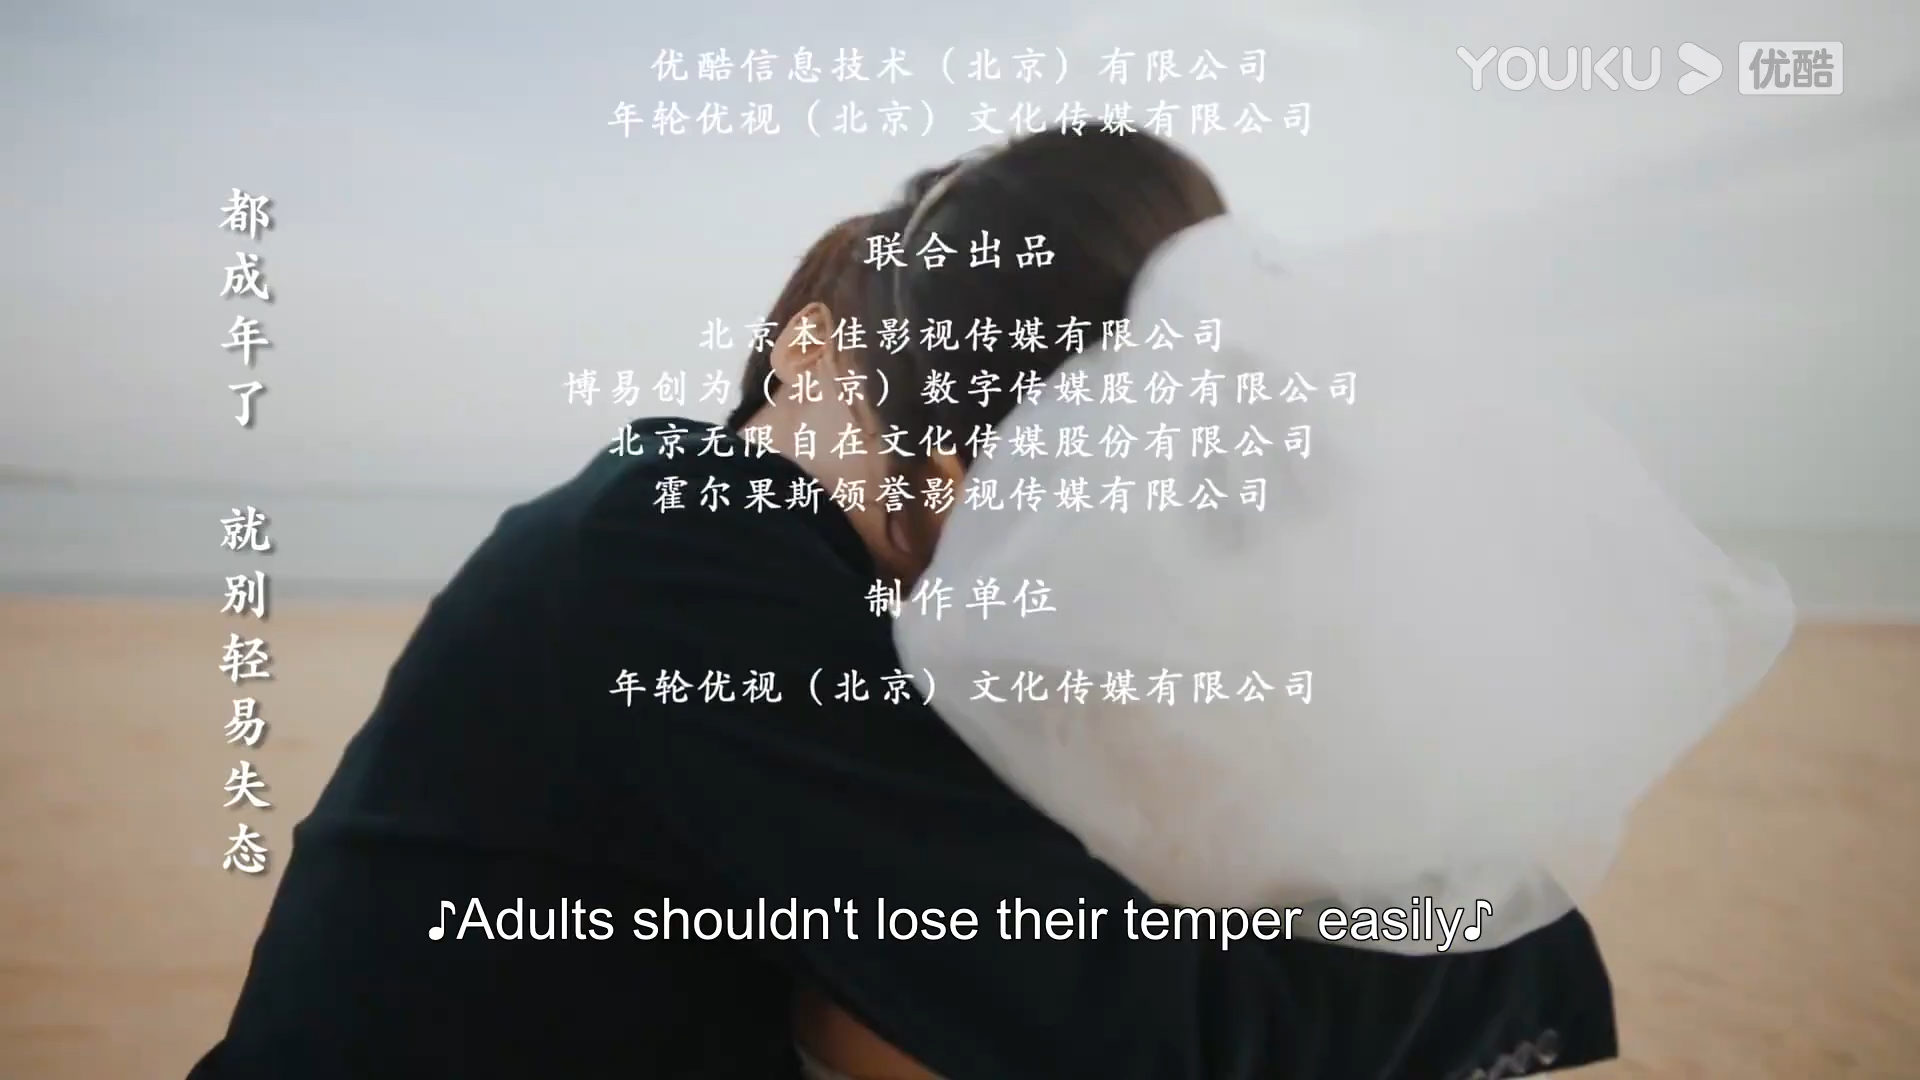 优酷信息技术（北京）有限公司
年轮优视（北京）文化传媒有限公司
YOUKU 优酷
联合出品
北京本佳影视传媒有限公司
博易创为（北京）数字传媒股份有限公司
北京无限自在文化传媒股份有限公司
霍尔果斯领誉影视传媒有限公司
制作单位
年轮优视（北京）文化传媒有限公司
都成年了 就别轻易失态
♪Adults shouldn't lose their temper easily♪